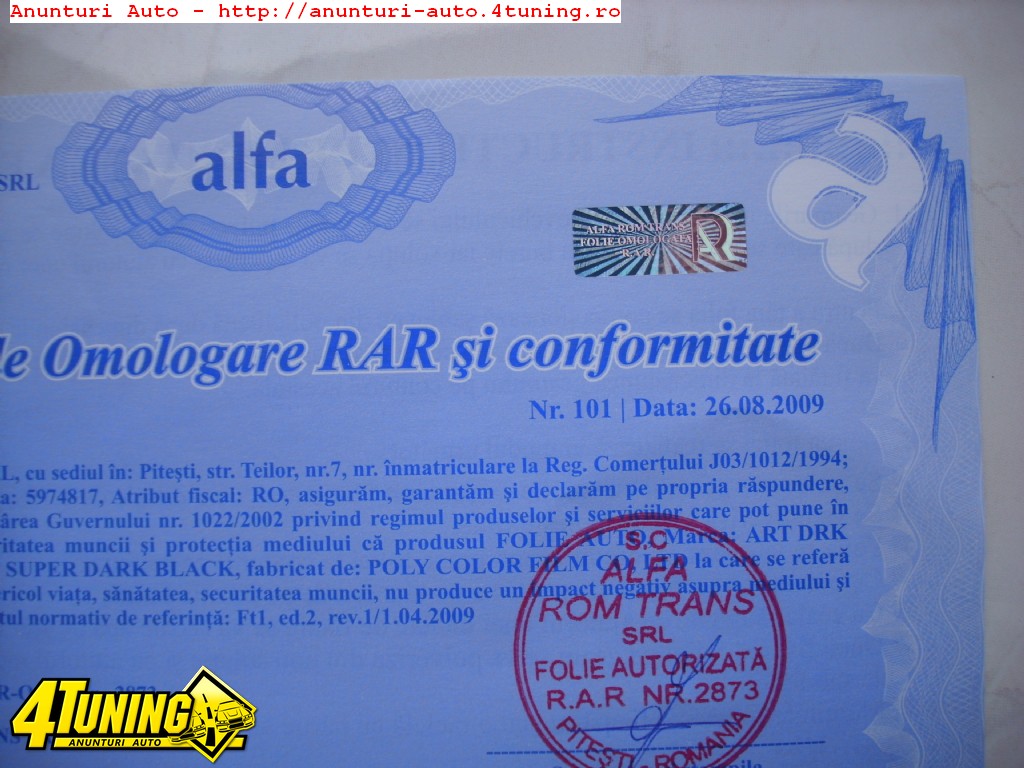 Anunturi Auto - http://anunturi-auto.4tuning.ro
alfa
SRL
a
ALFA ROM TRANS
FOLIE OMOLOGATA
R.A.R.
RAR
de Omologare RAR şi conformitate
Nr. 101 | Data: 26.08.2009
L, cu sediul în: Piteşti, str. Teilor, nr.7, nr. înmatriculare la Reg. Comerţului J03/1012/1994;
a: 5974817, Atribut fiscal: RO, asigurăm, garantăm şi declarăm pe propria răspundere,
ârea Guvernului nr. 1022/2002 privind regimul produselor şi serviciilor care pot pune în
ritatea muncii şi protecţia mediului că produsul FOLIE AUTO, Marca: ART DRK
SUPER DARK BLACK, fabricat de: POLY COLOR FILM CO. LTD la care se referă
ricol viaţa, sănătatea, securitatea muncii, nu produce un impact negativ asupra mediului şi
tul normativ de referinţă: Ft1, ed.2, rev.1/1.04.2009
S.C
ALFA
ROM TRANS
SRL
FOLIE AUTORIZATĂ
R.A.R NR.2873
PITEŞTI - ROMANIA
4TUNING
ANUNTURI AUTO